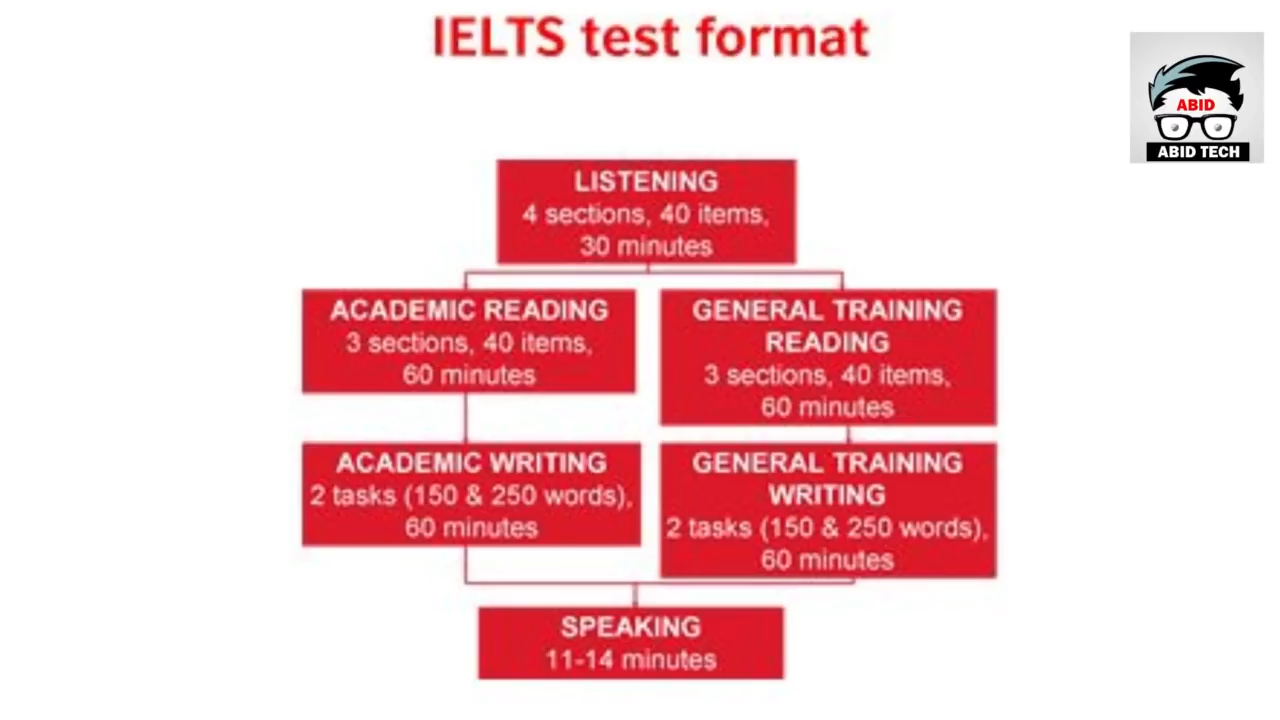 IELTS test format
ABID
ABID TECH
LISTENING
4 sections, 40 items,
30 minutes
ACADEMIC READING
3 sections, 40 items,
60 minutes
GENERAL TRAINING
READING
3 sections, 40 items,
60 minutes
ACADEMIC WRITING
2 tasks (150 & 250 words),
60 minutes
GENERAL TRAINING
WRITING
2 tasks (150 & 250 words),
60 minutes
SPEAKING
11-14 minutes